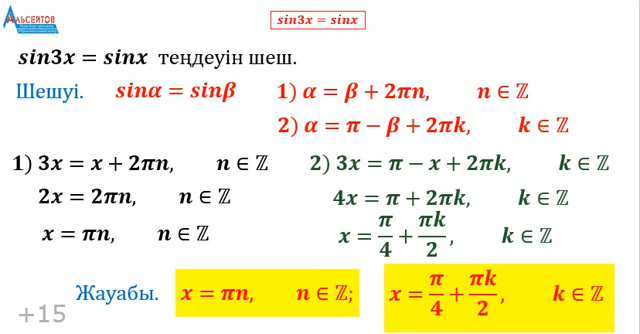 АЛЬСЕИТОВ
sin3x = sinx
sin3x = sinx теңдеуін шеш.
Шешуі. sinα = sinβ 1) α = β + 2πn, n ∈ ℤ
2) α = π − β + 2πk, k ∈ ℤ
1) 3x = x + 2πn, n ∈ ℤ 2) 3x = π − x + 2πk, k ∈ ℤ
2x = 2πn, n ∈ ℤ 4x = π + 2πk, k ∈ ℤ
x = πn, n ∈ ℤ x = π/4 + πk/2, k ∈ ℤ
Жауабы. x = πn, n ∈ ℤ; x = π/4 + πk/2, k ∈ ℤ
+15